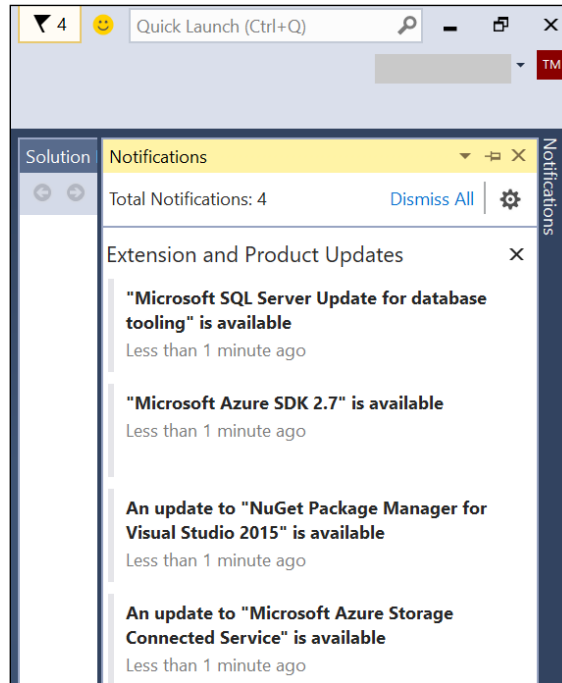 4
Quick Launch (Ctrl+Q)
TM
Solution
Notifications
Notifications
Total Notifications: 4
Dismiss All
Extension and Product Updates
"Microsoft SQL Server Update for database
tooling" is available
Less than 1 minute ago
"Microsoft Azure SDK 2.7" is available
Less than 1 minute ago
An update to "NuGet Package Manager for
Visual Studio 2015" is available
Less than 1 minute ago
An update to "Microsoft Azure Storage
Connected Service" is available
Less than 1 minute ago